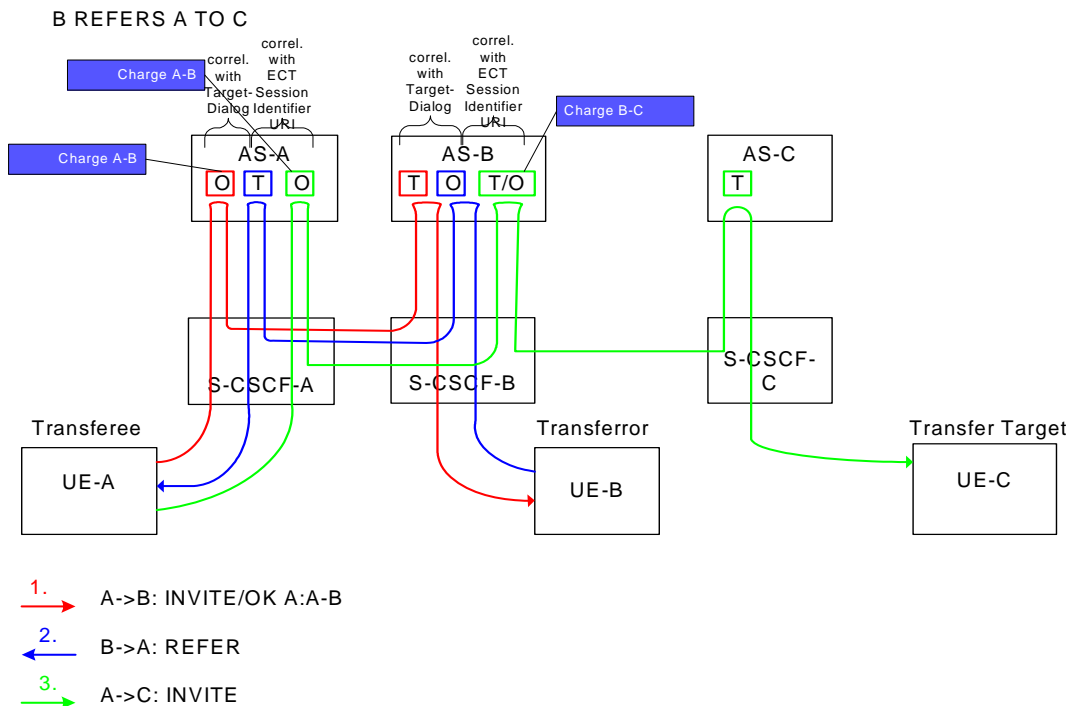 B REFERS A TO C
correl.
with
Target-
Dialog
correl.
with
ECT
Session
Identifier
URI
correl.
with
Target-
Dialog
correl.
with
ECT
Session
Identifier
URI
Charge A-B
Charge B-C
Charge A-B
AS-A
AS-B
AS-C
O
T
O
T
O
T/O
T
S-CSCF-A
S-CSCF-B
S-CSCF-
C
Transferee
Transferror
Transfer Target
UE-A
UE-B
UE-C
1.
A->B: INVITE/OK A:A-B
2.
B->A: REFER
3.
A->C: INVITE